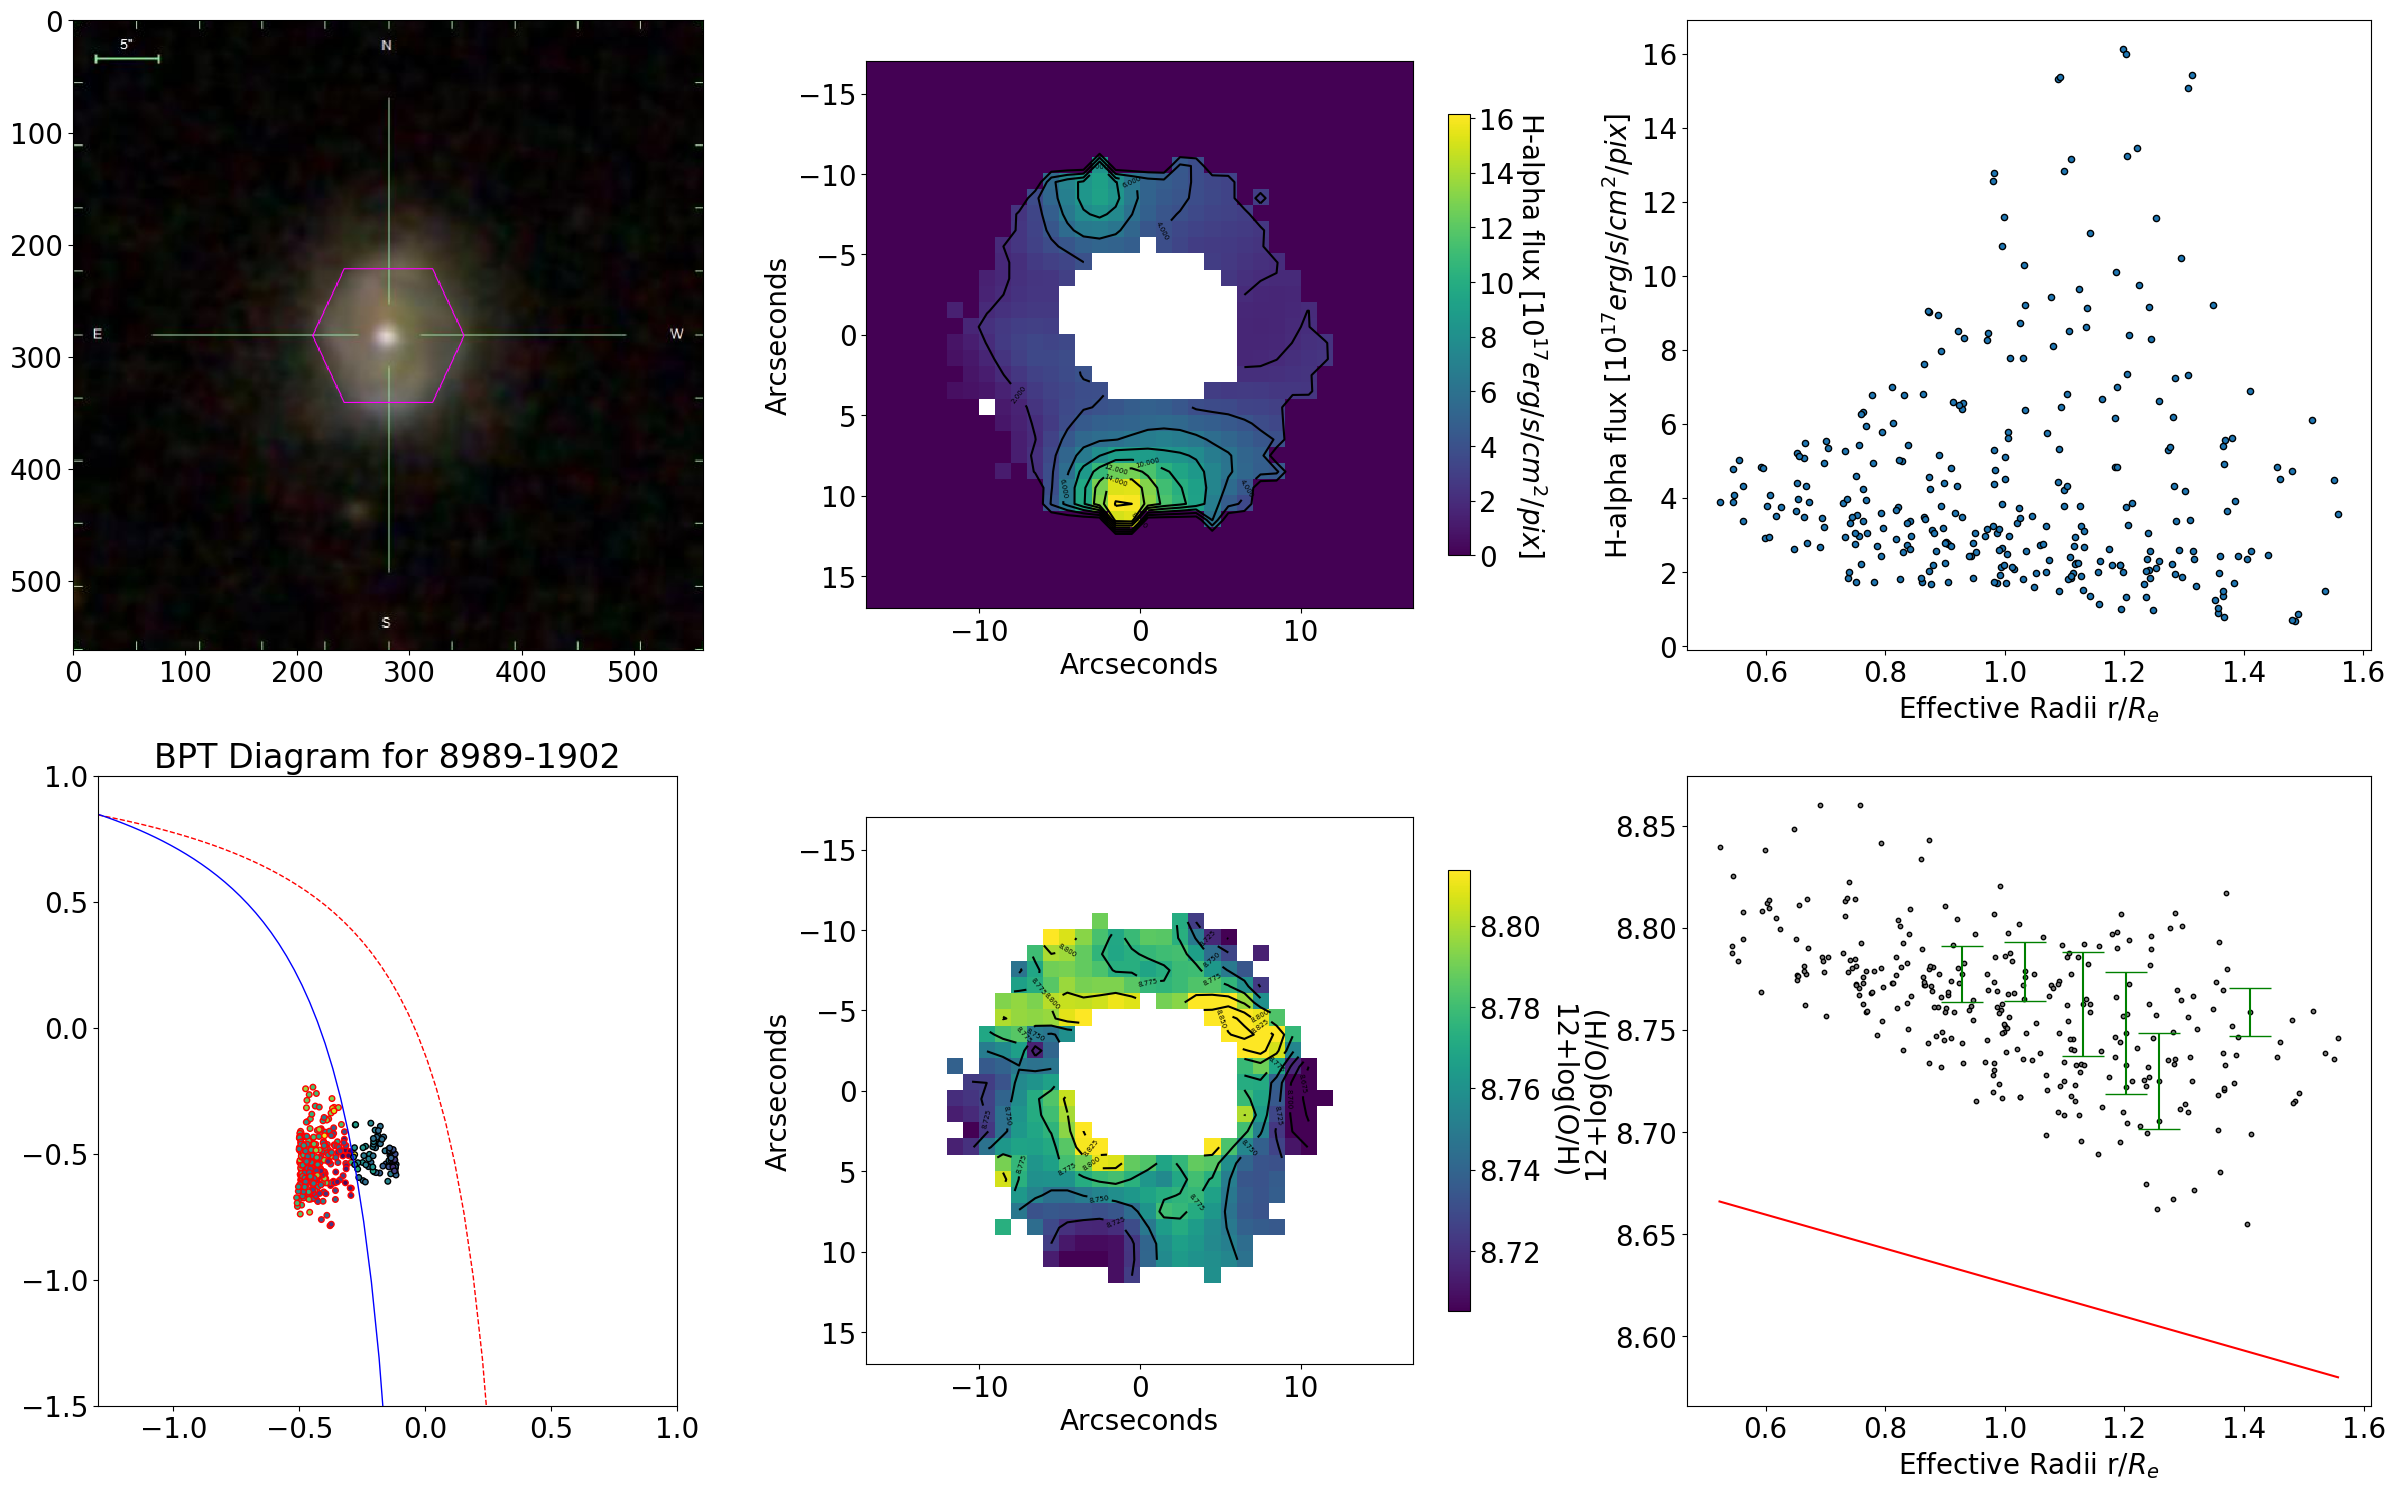 0
100
200
300
400
500
0 100 200 300 400 500
5"
N
E
W
S
−15
−10
−5
0
5
10
15
−10 0 10
Arcseconds
Arcseconds
16
14
12
10
8
6
4
2
0
H-alpha flux [10^17 erg/s/cm^2/pix]
H-alpha flux [10^17 erg/s/cm^2/pix]
16
14
12
10
8
6
4
2
0
0.6 0.8 1.0 1.2 1.4 1.6
Effective Radii r/R_e
BPT Diagram for 8989-1902
1.0
0.5
0.0
−0.5
−1.0
−1.5
−1.0 −0.5 0.0 0.5 1.0
−15
−10
−5
0
5
10
15
−10 0 10
Arcseconds
Arcseconds
8.80
8.78
8.76
8.74
8.72
12+log(O/H)
12+log(O/H)
8.85
8.80
8.75
8.70
8.65
8.60
0.6 0.8 1.0 1.2 1.4 1.6
Effective Radii r/R_e